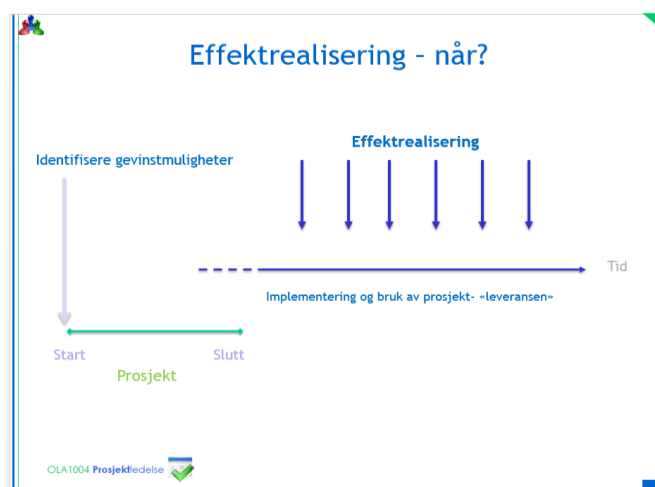 Effektrealisering – når?
Effektrealisering
Identifisere gevinstmuligheter
Tid
Implementering og bruk av prosjekt- «leveransen»
Start
Slutt
Prosjekt
OLA1004 Prosjektledelse